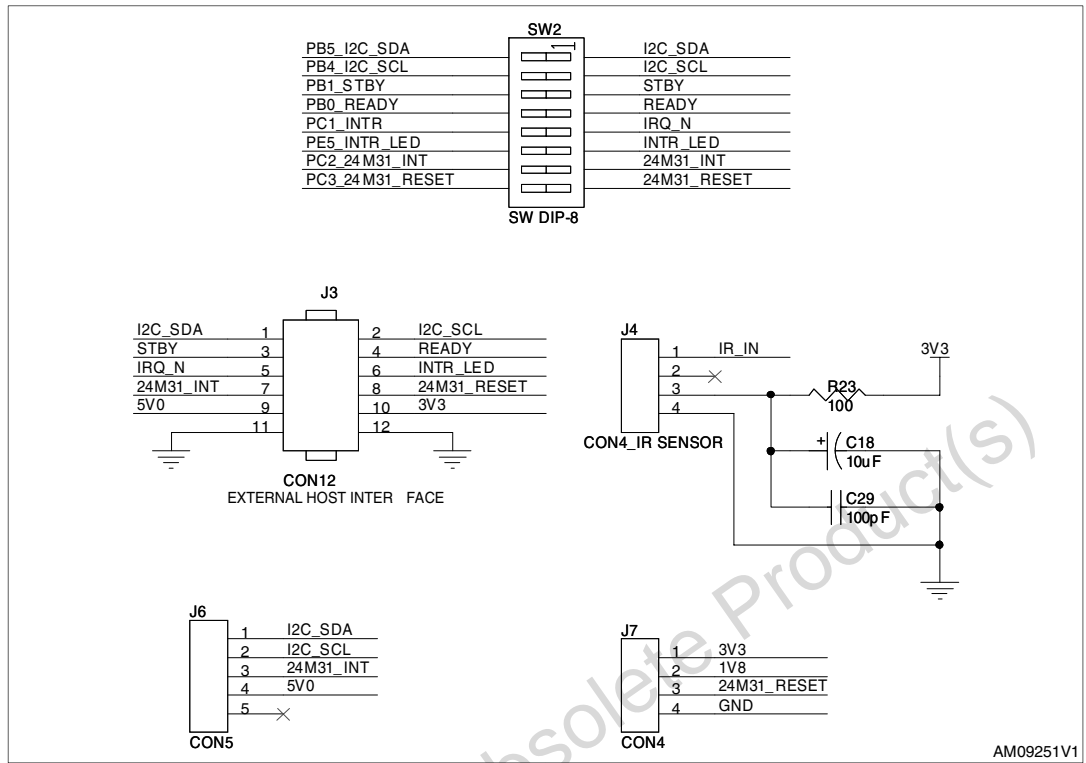 SW2
1
PB5_I2C_SDA I2C_SDA
PB4_I2C_SCL I2C_SCL
PB1_STBY STBY
PB0_READY READY
PC1_INTR IRQ_N
PE5_INTR_LED INTR_LED
PC2_24M31_INT 24M31_INT
PC3_24M31_RESET 24M31_RESET
SW DIP-8
J3
I2C_SDA 1 2 I2C_SCL
STBY 3 4 READY
IRQ_N 5 6 INTR_LED
24M31_INT 7 8 24M31_RESET
5V0 9 10 3V3
11 12
CON12
EXTERNAL HOST INTER FACE
J4
1 IR_IN
2
3
4
CON4_IR SENSOR
3V3
R23
100
+ C18
10uF
C29
100pF
J6
1 I2C_SDA
2 I2C_SCL
3 24M31_INT
4 5V0
5
CON5
J7
1 3V3
2 1V8
3 24M31_RESET
4 GND
CON4
Obsolete Product(s)
AM09251V1